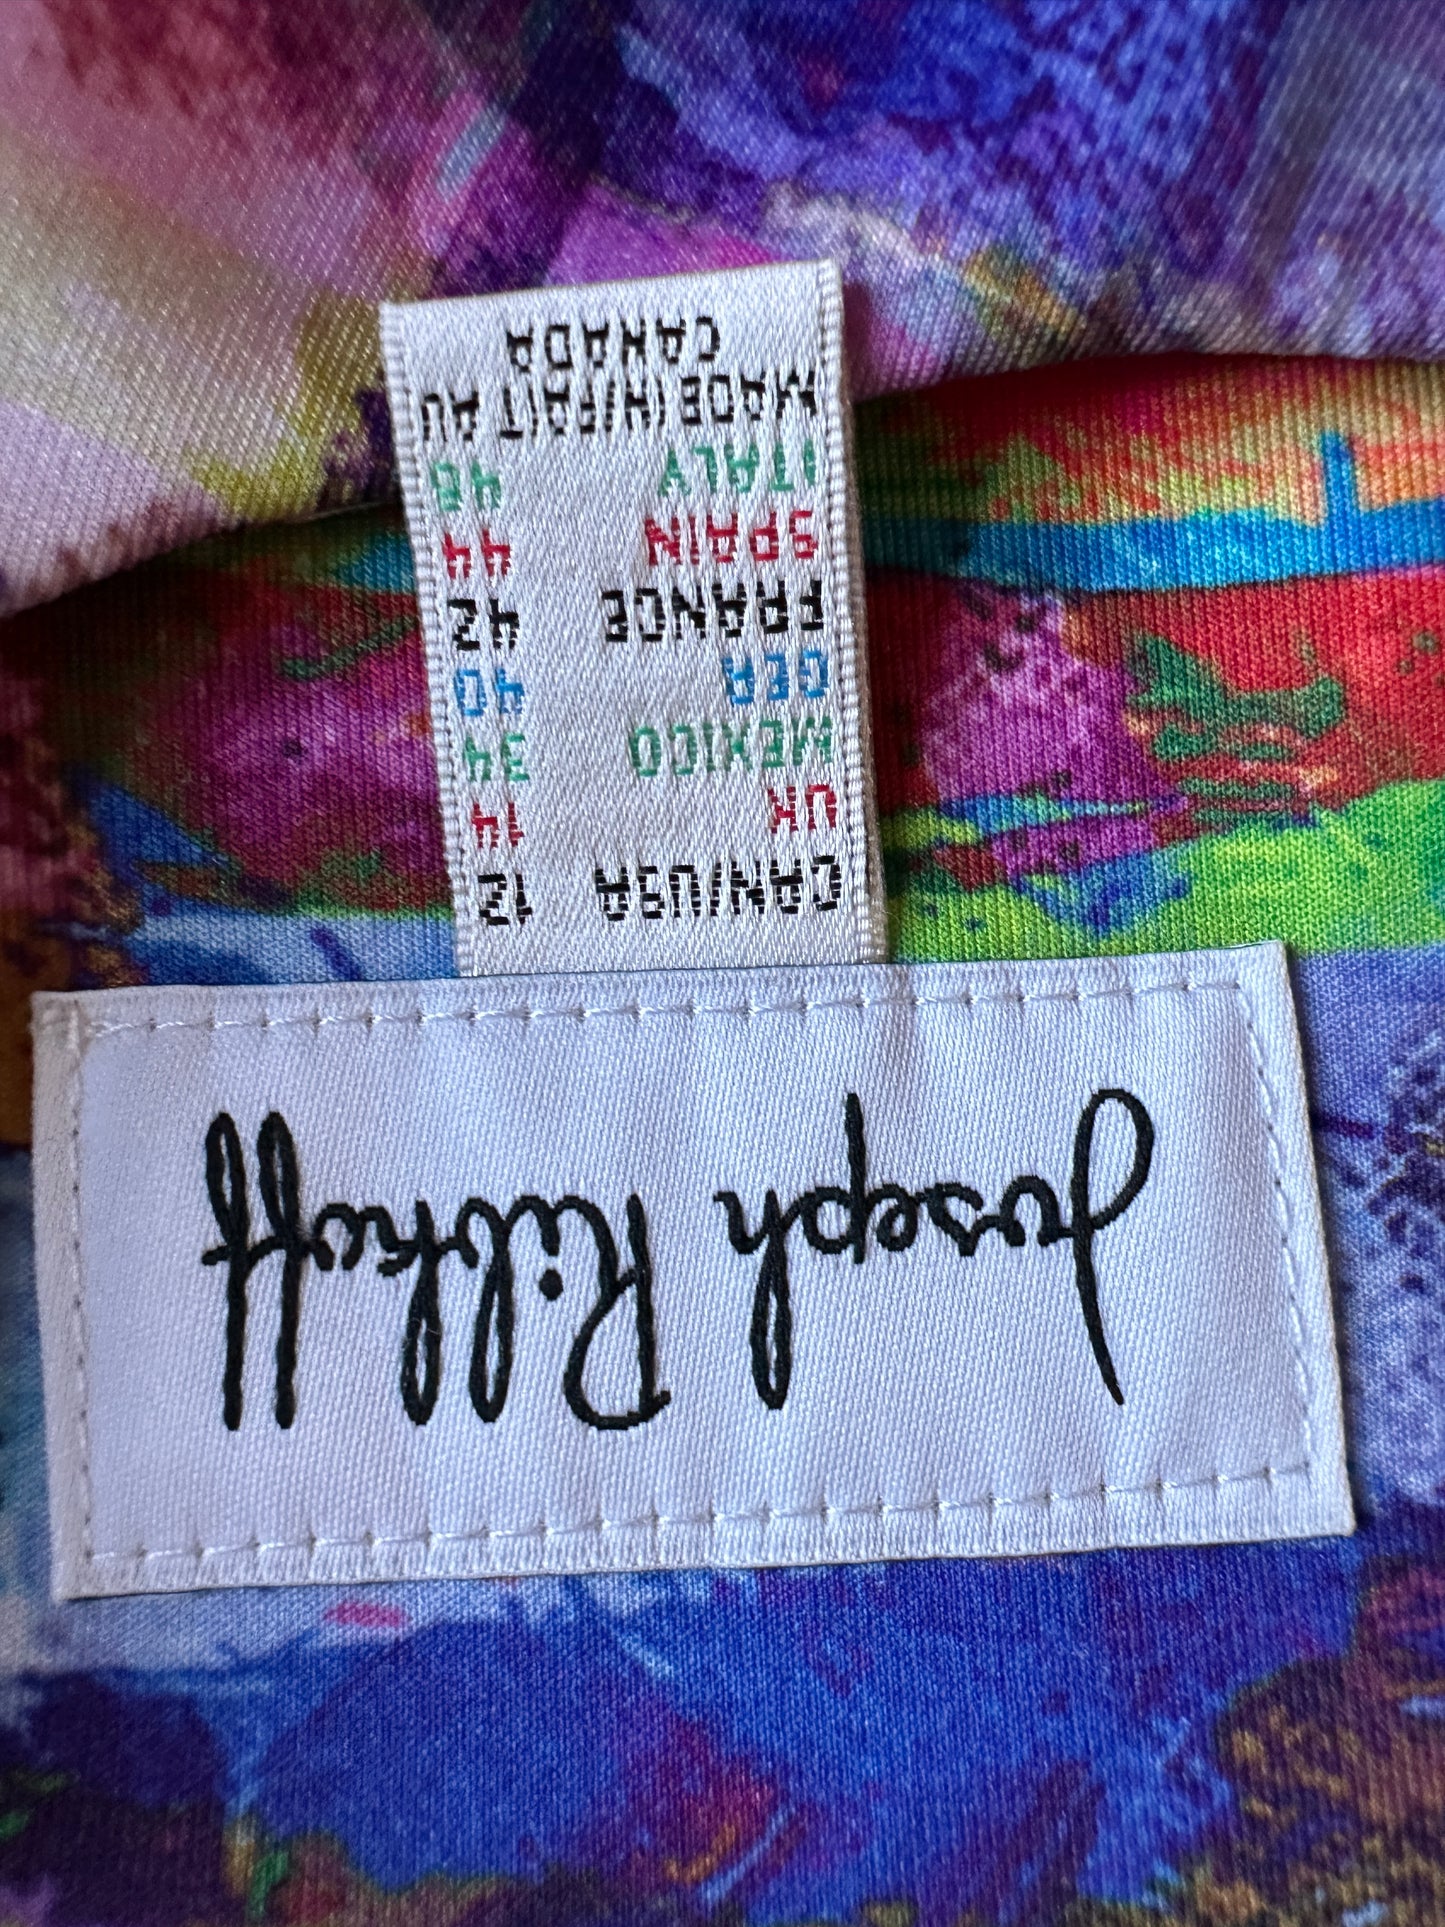 Joseph Ribkoff
CAN/USA 12
UK 14
MEXICO 34
GER 40
FRANCE 42
SPAIN 44
ITALY 48
MADE IN/FAIT AU
CANADA